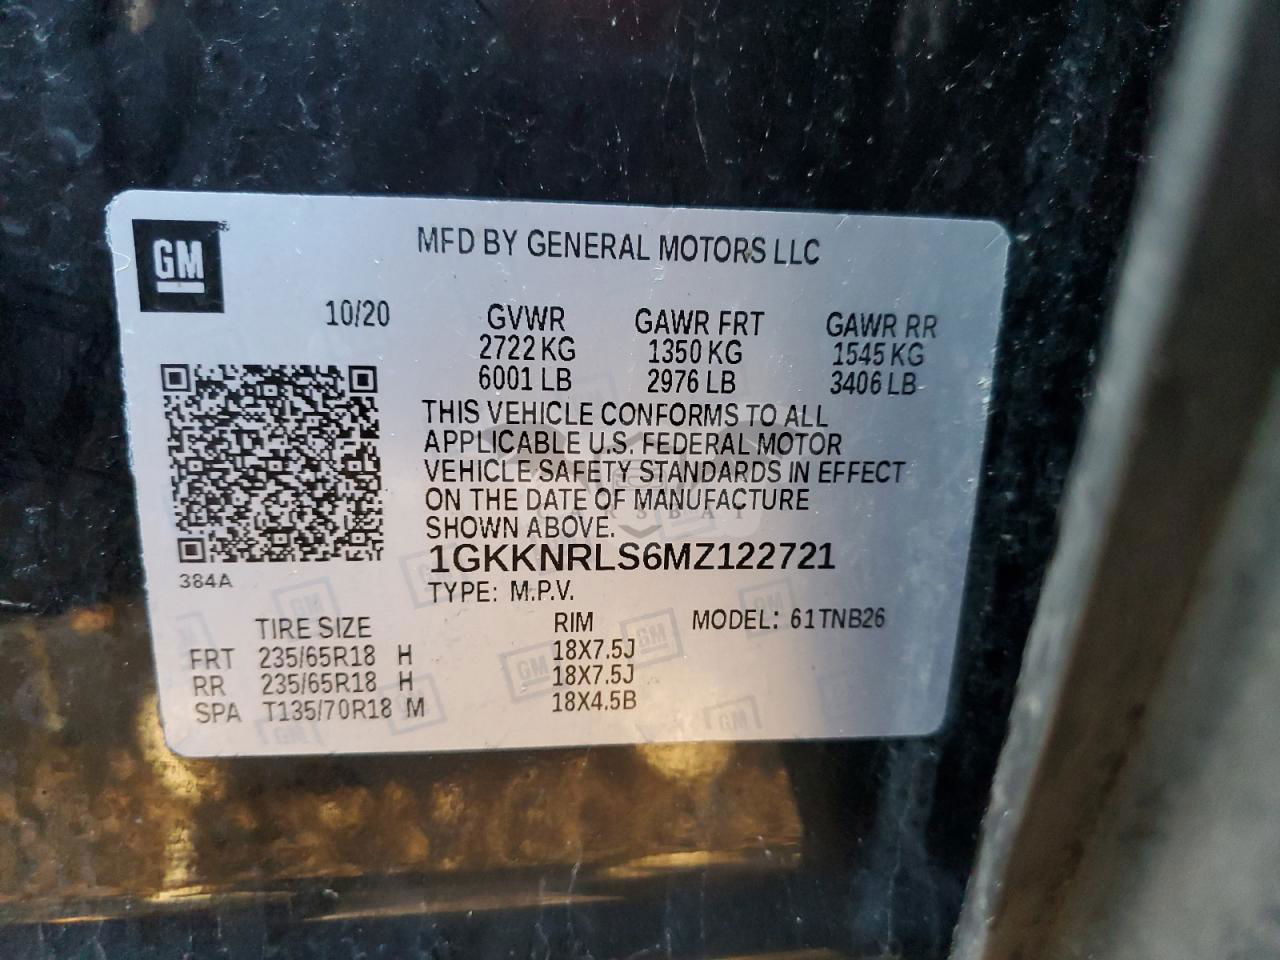 GM
MFD BY GENERAL MOTORS LLC
10/20 GVWR GAWR FRT GAWR RR
2722 KG 1350 KG 1545 KG
6001 LB 2976 LB 3406 LB
THIS VEHICLE CONFORMS TO ALL
APPLICABLE U.S. FEDERAL MOTOR
VEHICLE SAFETY STANDARDS IN EFFECT
ON THE DATE OF MANUFACTURE
SHOWN ABOVE.
1GKKNRLS6MZ122721
384A
TYPE: M.P.V.
TIRE SIZE RIM MODEL: 61TNB26
FRT 235/65R18 H 18X7.5J
RR 235/65R18 H 18X7.5J
SPA T135/70R18 M 18X4.5B